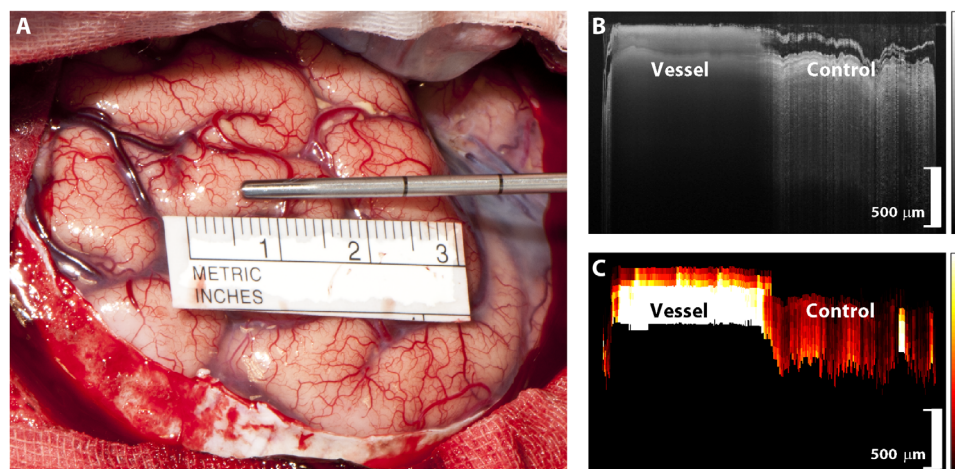 A
1 2 3
METRIC
INCHES
B
Vessel Control
500 μm
C
Vessel Control
500 μm